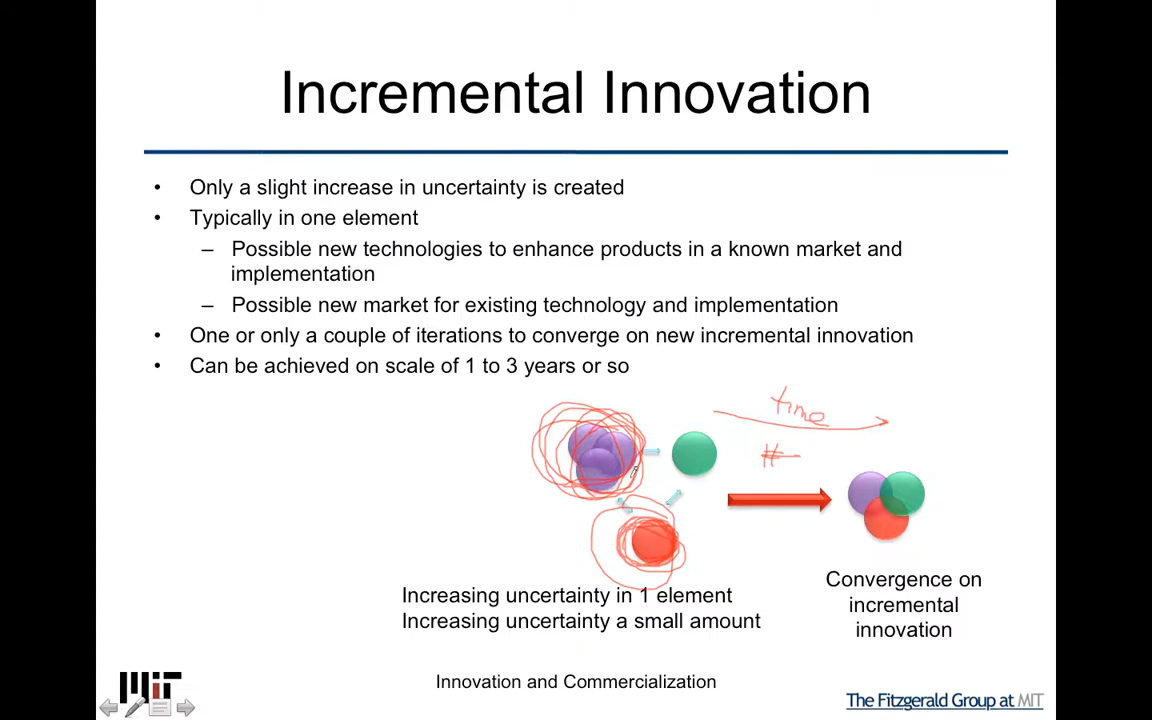 Incremental Innovation
• Only a slight increase in uncertainty is created
• Typically in one element
– Possible new technologies to enhance products in a known market and
implementation
– Possible new market for existing technology and implementation
• One or only a couple of iterations to converge on new incremental innovation
• Can be achieved on scale of 1 to 3 years or so
time
#
Increasing uncertainty in 1 element
Increasing uncertainty a small amount
Convergence on
incremental
innovation
MIT
Innovation and Commercialization
The Fitzgerald Group at MIT